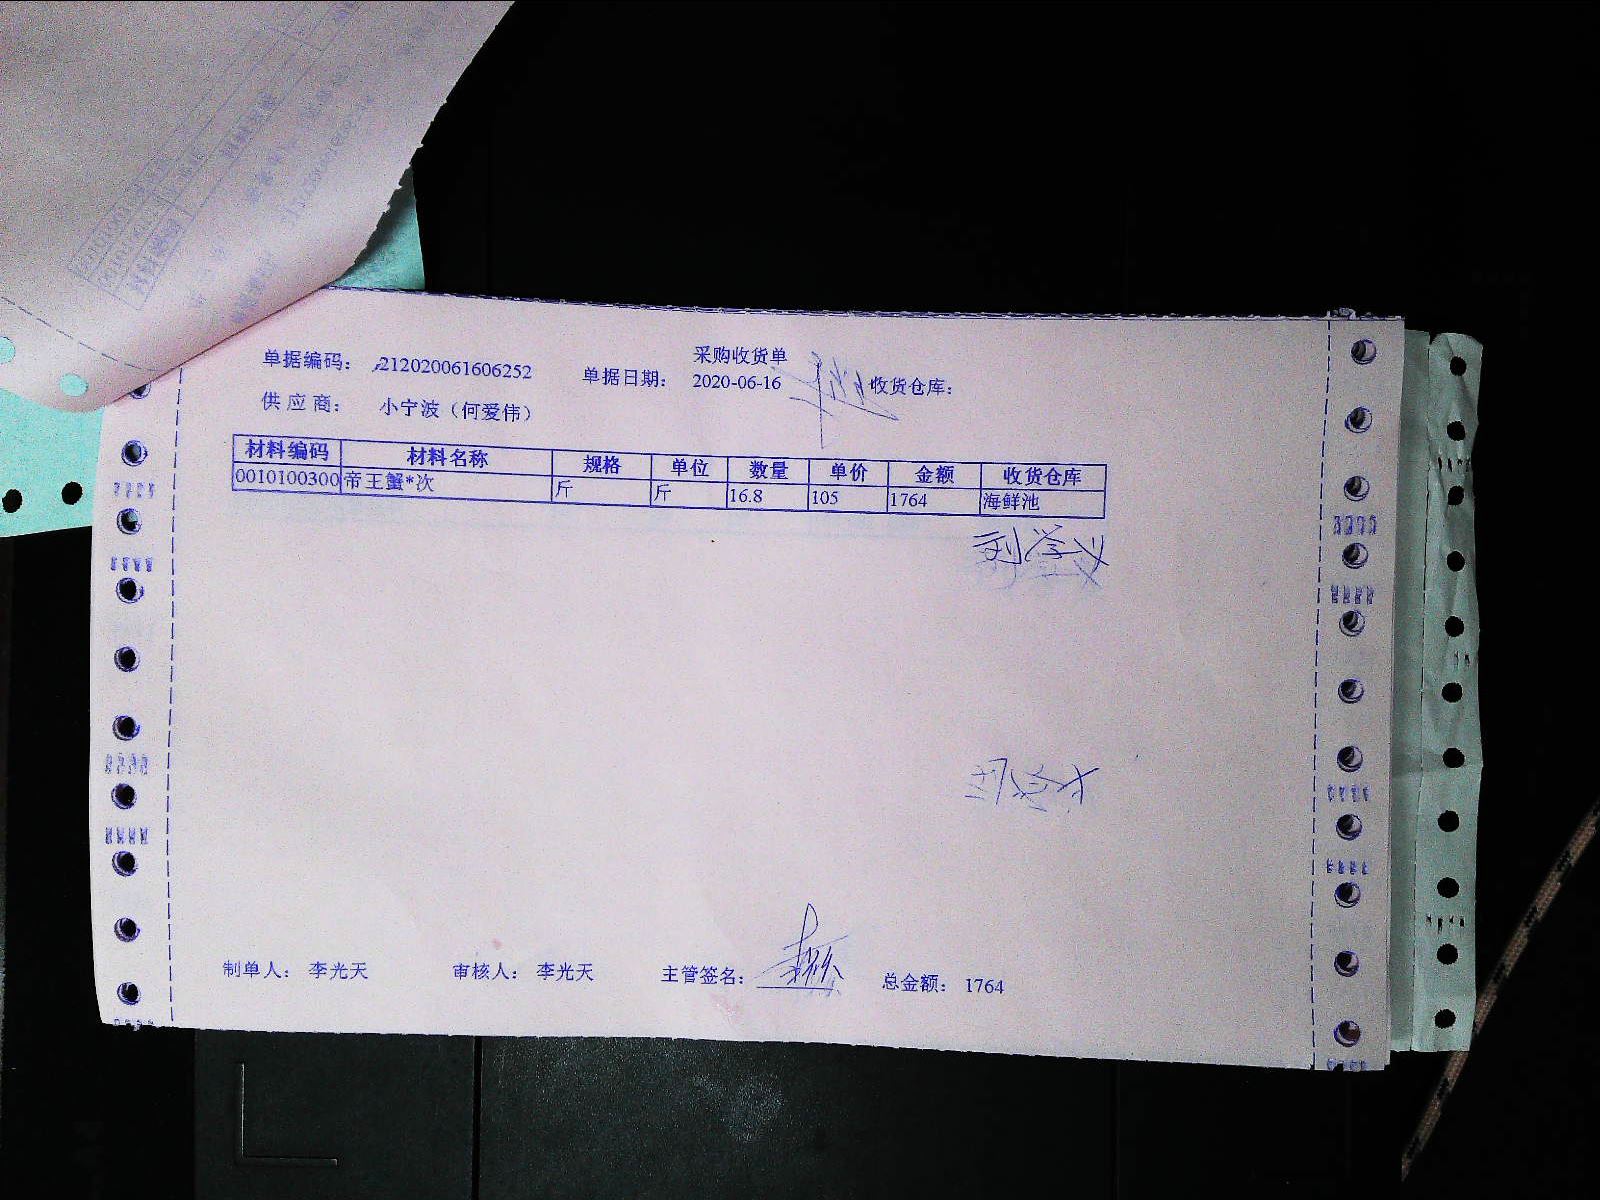 采购收货单
单据编码： 212020061606252 单据日期： 2020-06-16 收货仓库：
供应商： 小宁波（何爱伟）
材料编码 材料名称 规格 单位 数量 单价 金额 收货仓库
0010100300 帝王蟹*次 斤 斤 16.8 105 1764 海鲜池
刘学义
制单人： 李光天 审核人： 李光天 主管签名： 总金额： 1764